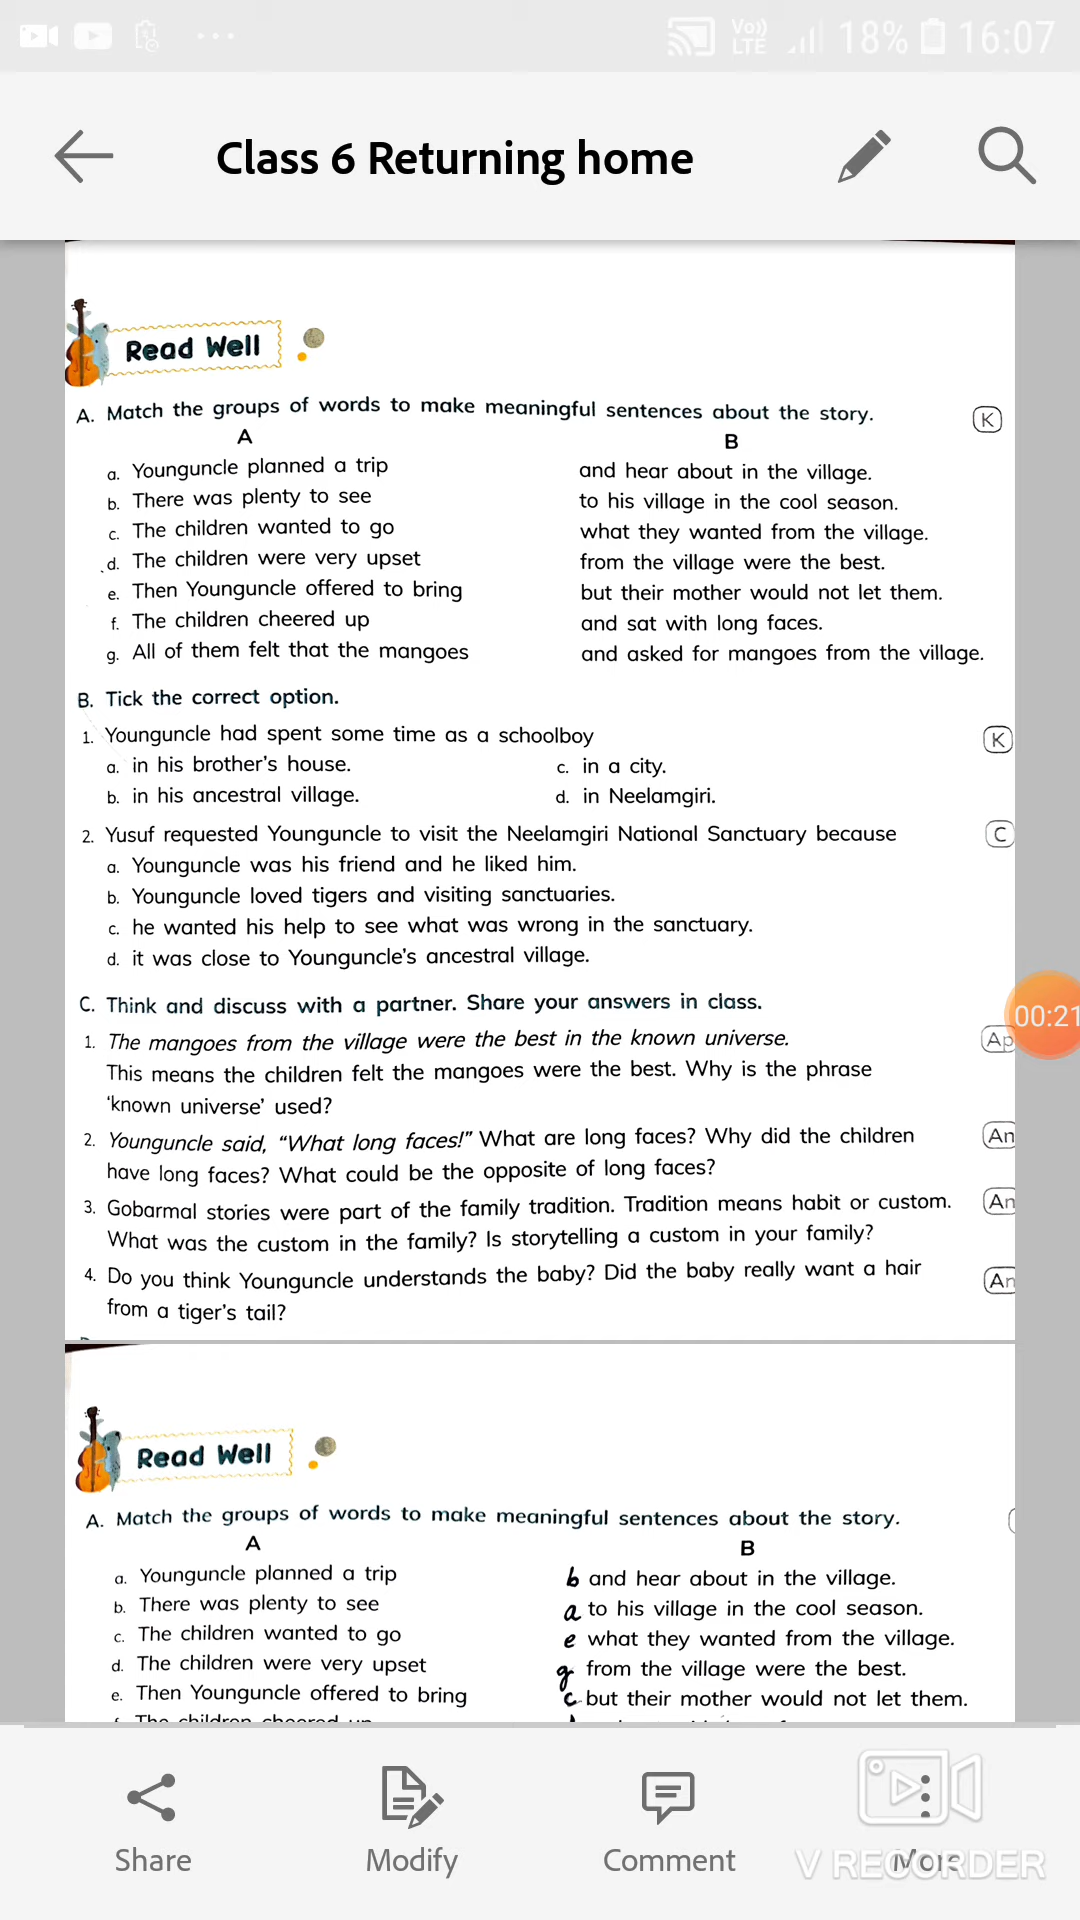 Vo))
LTE
18%
16:07
Class 6 Returning home
Read Well
A. Match the groups of words to make meaningful sentences about the story.
K
A
B
a. Younguncle planned a trip
and hear about in the village.
b. There was plenty to see
to his village in the cool season.
c. The children wanted to go
what they wanted from the village.
d. The children were very upset
from the village were the best.
e. Then Younguncle offered to bring
but their mother would not let them.
f. The children cheered up
and sat with long faces.
g. All of them felt that the mangoes
and asked for mangoes from the village.
B. Tick the correct option.
1. Younguncle had spent some time as a schoolboy
K
a. in his brother's house.
c. in a city.
b. in his ancestral village.
d. in Neelamgiri.
2. Yusuf requested Younguncle to visit the Neelamgiri National Sanctuary because
C
a. Younguncle was his friend and he liked him.
b. Younguncle loved tigers and visiting sanctuaries.
c. he wanted his help to see what was wrong in the sanctuary.
d. it was close to Younguncle's ancestral village.
C. Think and discuss with a partner. Share your answers in class.
00:21
1. The mangoes from the village were the best in the known universe.
Ap
This means the children felt the mangoes were the best. Why is the phrase
'known universe' used?
2. Younguncle said, "What long faces!" What are long faces? Why did the children
An
have long faces? What could be the opposite of long faces?
3. Gobarmal stories were part of the family tradition. Tradition means habit or custom.
An
What was the custom in the family? Is storytelling a custom in your family?
4. Do you think Younguncle understands the baby? Did the baby really want a hair
An
from a tiger's tail?
Read Well
A. Match the groups of words to make meaningful sentences about the story.
A
B
a. Younguncle planned a trip
b and hear about in the village.
b. There was plenty to see
a to his village in the cool season.
c. The children wanted to go
e what they wanted from the village.
d. The children were very upset
g from the village were the best.
e. Then Younguncle offered to bring
c but their mother would not let them.
The children cheered up
Share
Modify
Comment
More
V RECORDER